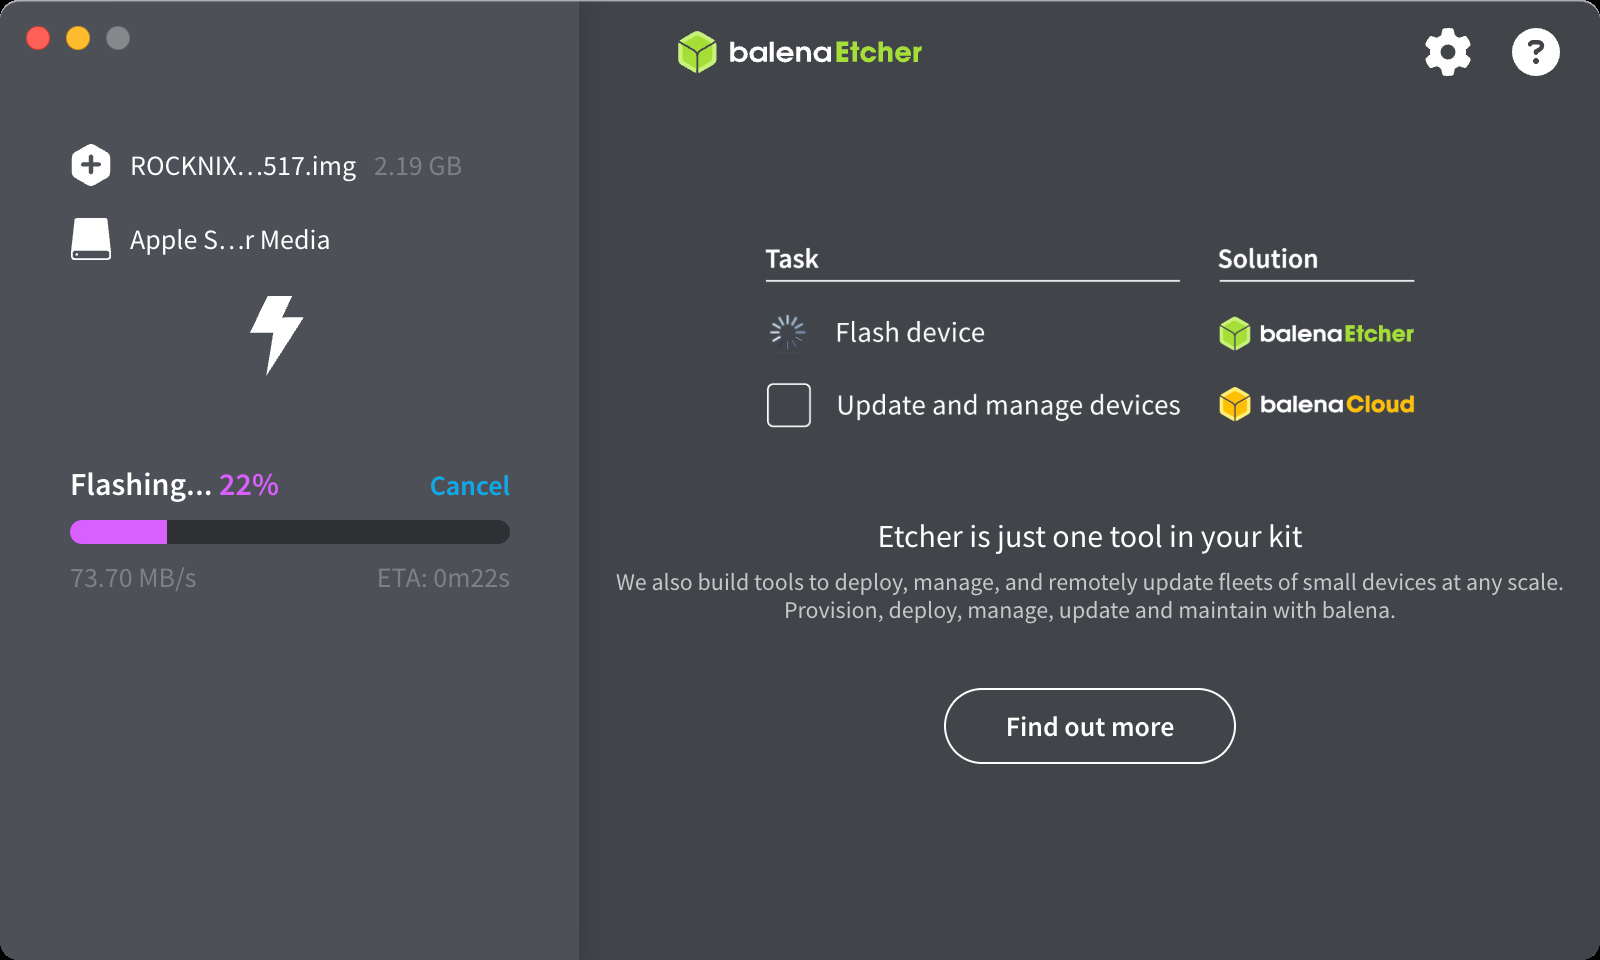 balenaEtcher
ROCKNIX...517.img 2.19 GB
Apple S...r Media
Flashing... 22% Cancel
73.70 MB/s ETA: 0m22s
Task Solution
Flash device balenaEtcher
Update and manage devices balenaCloud
Etcher is just one tool in your kit
We also build tools to deploy, manage, and remotely update fleets of small devices at any scale.
Provision, deploy, manage, update and maintain with balena.
Find out more